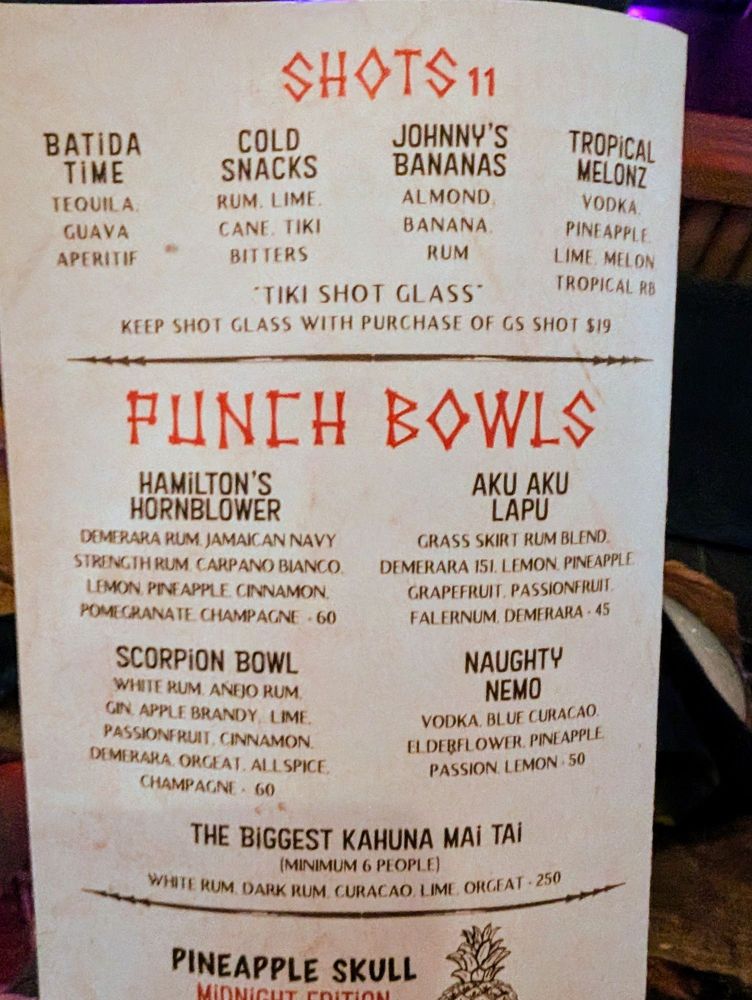 SHOTS 11
BATIDA TIME
TEQUILA,
GUAVA
APERITIF
COLD SNACKS
RUM, LIME,
CANE, TIKI
BITTERS
JOHNNY'S BANANAS
ALMOND,
BANANA,
RUM
TROPICAL MELONZ
VODKA,
PINEAPPLE,
LIME, MELON
TROPICAL RB
"TIKI SHOT GLASS"
KEEP SHOT GLASS WITH PURCHASE OF GS SHOT $19
PUNCH BOWLS
HAMILTON'S
HORNBLOWER
DEMERARA RUM, JAMAICAN NAVY
STRENGTH RUM, CARPANO BIANCO,
LEMON, PINEAPPLE, CINNAMON,
POMEGRANATE, CHAMPAGNE · 60
AKU AKU
LAPU
GRASS SKIRT RUM BLEND,
DEMERARA 151, LEMON, PINEAPPLE,
GRAPEFRUIT, PASSIONFRUIT,
FALERNUM, DEMERARA · 45
SCORPION BOWL
WHITE RUM, AÑEJO RUM,
GIN, APPLE BRANDY, LIME,
PASSIONFRUIT, CINNAMON,
DEMERARA, ORGEAT, ALLSPICE,
CHAMPAGNE · 60
NAUGHTY
NEMO
VODKA, BLUE CURACAO,
ELDERFLOWER, PINEAPPLE,
PASSION, LEMON · 50
THE BIGGEST KAHUNA MAI TAI
(MINIMUM 6 PEOPLE)
WHITE RUM, DARK RUM, CURACAO, LIME, ORGEAT · 250
PINEAPPLE SKULL
MIDNIGHT EDITION